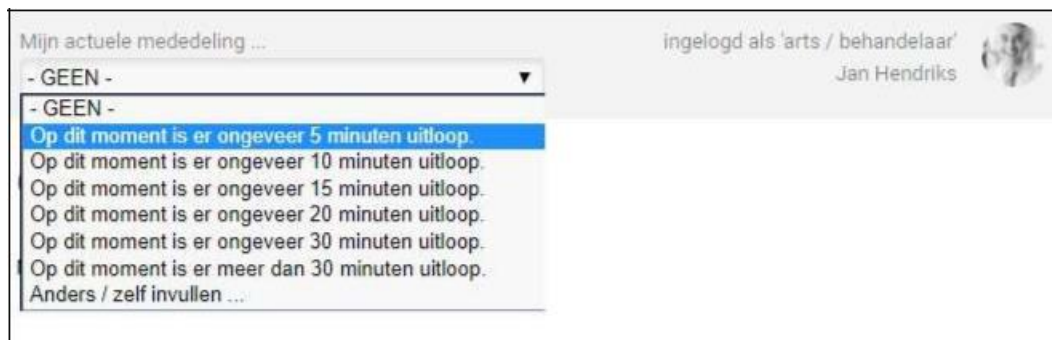 Mijn actuele mededeling ...
ingelogd als 'arts / behandelaar'
Jan Hendriks
- GEEN -
- GEEN -
Op dit moment is er ongeveer 5 minuten uitloop.
Op dit moment is er ongeveer 10 minuten uitloop.
Op dit moment is er ongeveer 15 minuten uitloop.
Op dit moment is er ongeveer 20 minuten uitloop.
Op dit moment is er ongeveer 30 minuten uitloop.
Op dit moment is er meer dan 30 minuten uitloop.
Anders / zelf invullen ...